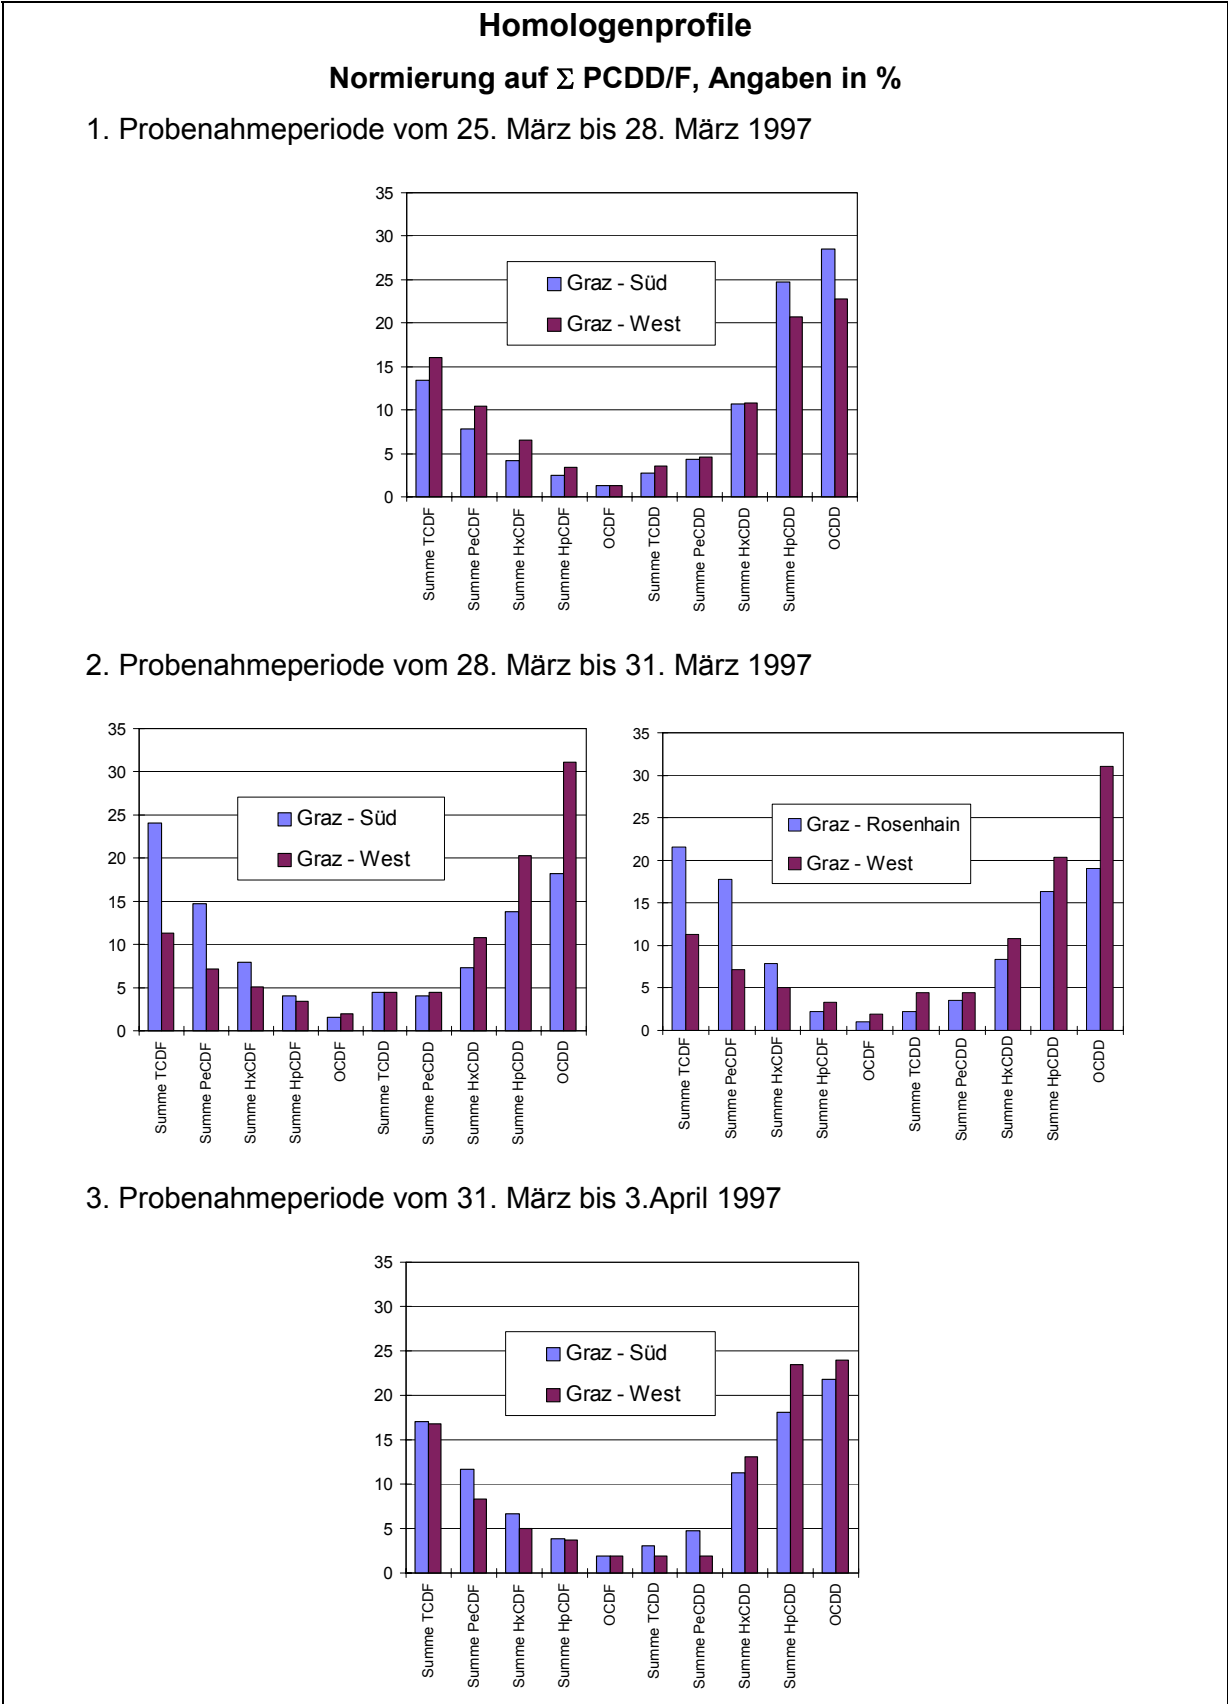 Homologenprofile
Normierung auf Σ PCDD/F, Angaben in %
1. Probenahmeperiode vom 25. März bis 28. März 1997
35
30
25
20
15
10
5
0
Graz - Süd
Graz - West
Summe TCDF
Summe PeCDF
Summe HxCDF
Summe HpCDF
OCDF
Summe TCDD
Summe PeCDD
Summe HxCDD
Summe HpCDD
OCDD
2. Probenahmeperiode vom 28. März bis 31. März 1997
35
30
25
20
15
10
5
0
Graz - Süd
Graz - West
Summe TCDF
Summe PeCDF
Summe HxCDF
Summe HpCDF
OCDF
Summe TCDD
Summe PeCDD
Summe HxCDD
Summe HpCDD
OCDD
35
30
25
20
15
10
5
0
Graz - Rosenhain
Graz - West
Summe TCDF
Summe PeCDF
Summe HxCDF
Summe HpCDF
OCDF
Summe TCDD
Summe PeCDD
Summe HxCDD
Summe HpCDD
OCDD
3. Probenahmeperiode vom 31. März bis 3.April 1997
35
30
25
20
15
10
5
0
Graz - Süd
Graz - West
Summe TCDF
Summe PeCDF
Summe HxCDF
Summe HpCDF
OCDF
Summe TCDD
Summe PeCDD
Summe HxCDD
Summe HpCDD
OCDD